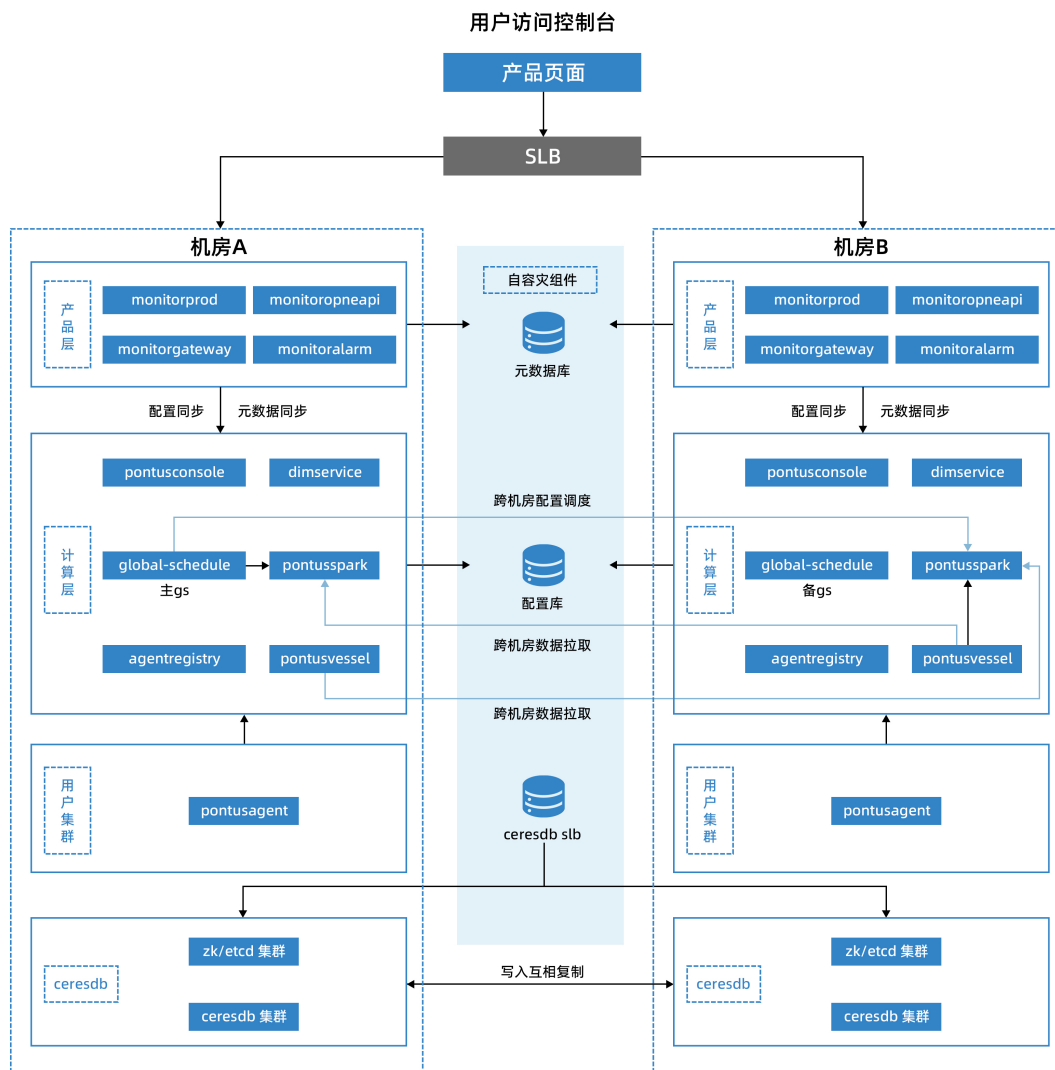 用户访问控制台
产品页面
SLB
机房A
产品层
monitorprod
monitoropneapi
monitorgateway
monitoralarm
配置同步
元数据同步
计算层
pontusconsole
dimservice
global-schedule
主gs
pontusspark
agentregistry
pontusvessel
用户集群
pontusagent
ceresdb
zk/etcd 集群
ceresdb 集群
自容灾组件
元数据库
跨机房配置调度
配置库
跨机房数据拉取
跨机房数据拉取
ceresdb slb
写入互相复制
机房B
产品层
monitorprod
monitoropneapi
monitorgateway
monitoralarm
配置同步
元数据同步
计算层
pontusconsole
dimservice
global-schedule
备gs
pontusspark
agentregistry
pontusvessel
用户集群
pontusagent
ceresdb
zk/etcd 集群
ceresdb 集群